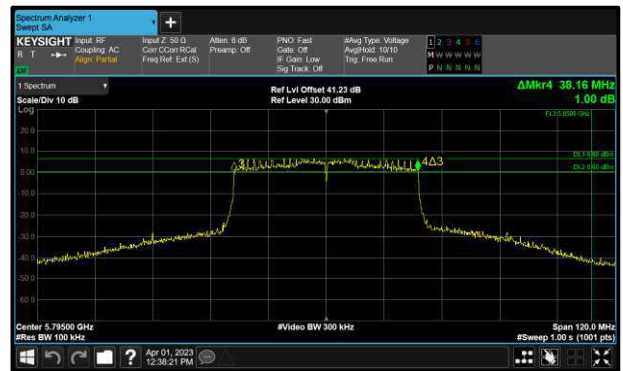 Spectrum Analyzer 1
Swept SA
+
KEYSIGHT
R T
Input: RF
Coupling: AC
Align: Partial
Input Z: 50 Ω
Corr CCorr RCal
Freq Ref: Ext (S)
Atten: 6 dB
Preamp: Off
PNO: Fast
Gate: Off
IF Gain: Low
Sig Track: Off
#Avg Type: Voltage
Avg|Hold: 10/10
Trig: Free Run
1 2 3 4 5 6
M W W W W W
P N N N N N
1 Spectrum
Scale/Div 10 dB
Log
Ref Lvl Offset 41.23 dB
Ref Level 30.00 dBm
ΔMkr4 38.16 MHz
1.00 dB
20.0
10.0
0.00
-10.0
-20.0
-30.0
-40.0
-50.0
-60.0
3
4Δ3
Center 5.79500 GHz
#Res BW 100 kHz
#Video BW 300 kHz
Span 120.0 MHz
#Sweep 1.00 s (1001 pts)
?
Apr 01, 2023
12:38:21 PM